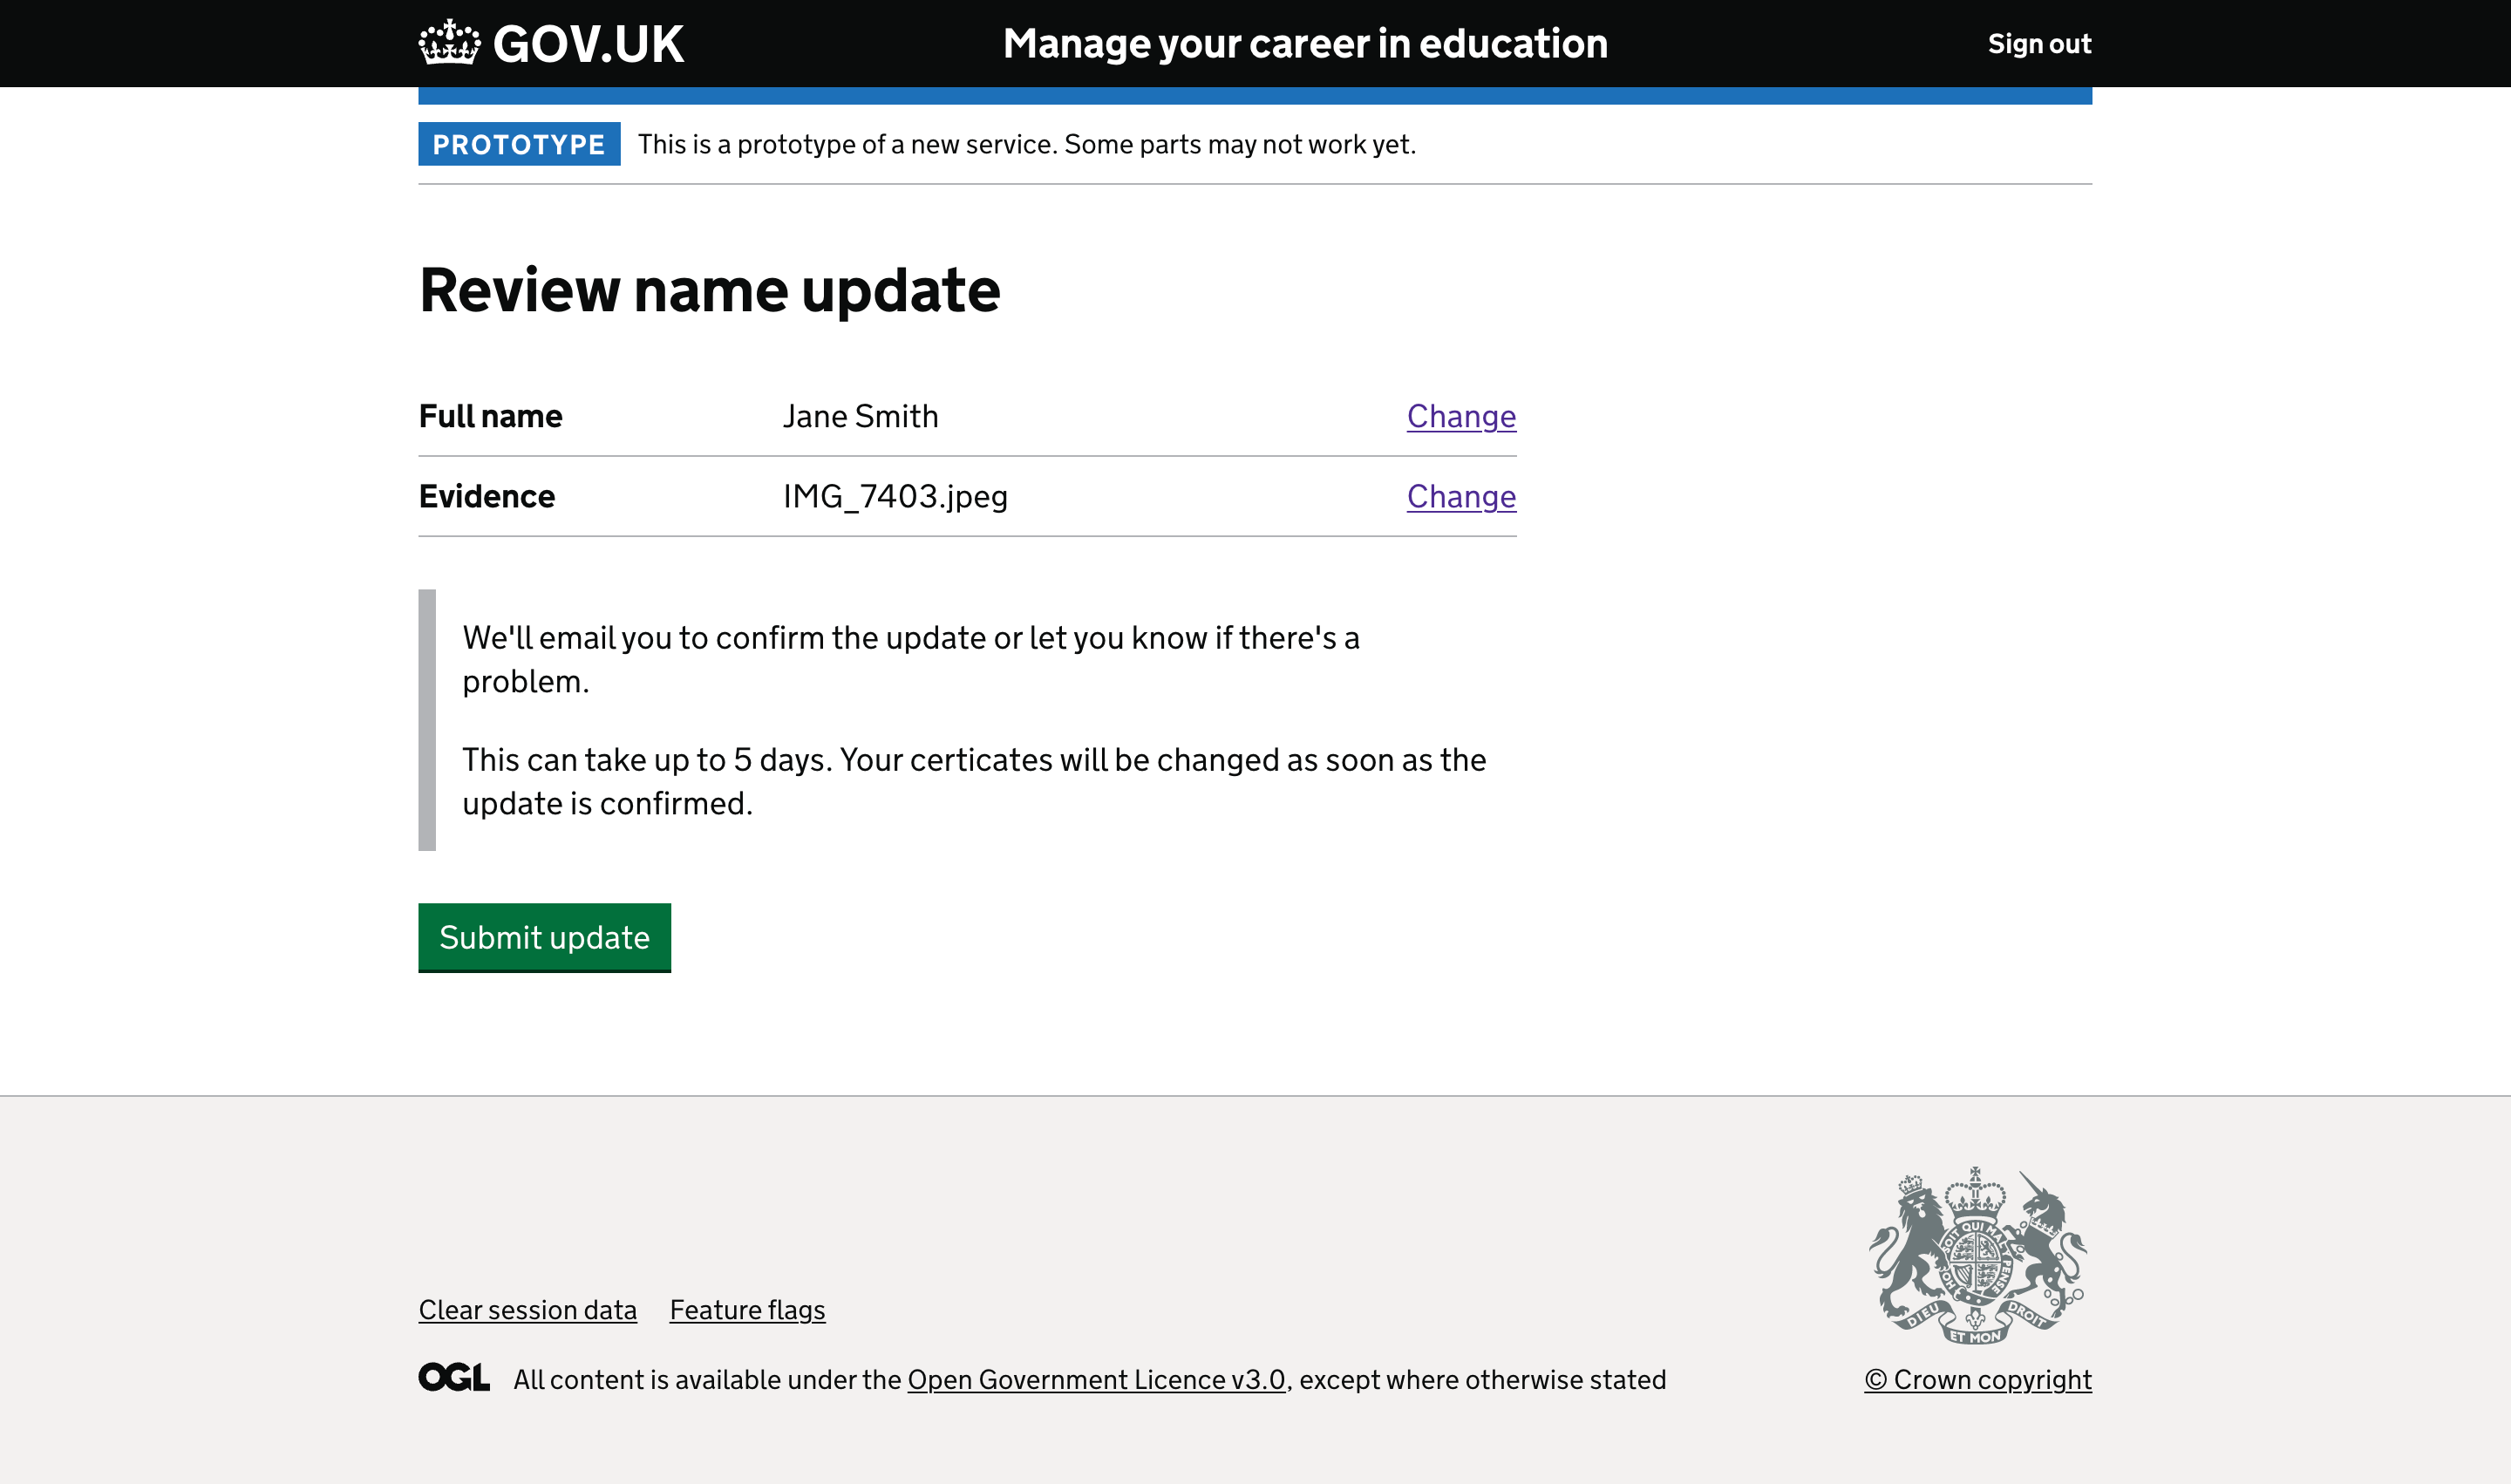 GOV.UK
Manage your career in education
Sign out
PROTOTYPE
This is a prototype of a new service. Some parts may not work yet.
Review name update
Full name
Jane Smith
Change
Evidence
IMG_7403.jpeg
Change
We'll email you to confirm the update or let you know if there's a
problem.
This can take up to 5 days. Your certicates will be changed as soon as the
update is confirmed.
Submit update
SOIT QUI MAL Y PENSE
HO
DIEU
ET MON
DROIT
Clear session data
Feature flags
OGL
All content is available under the Open Government Licence v3.0, except where otherwise stated
© Crown copyright